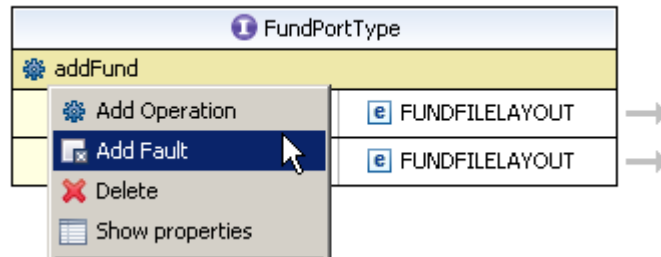 FundPortType
addFund
Add Operation
FUNDFILELAYOUT
Add Fault
FUNDFILELAYOUT
Delete
Show properties